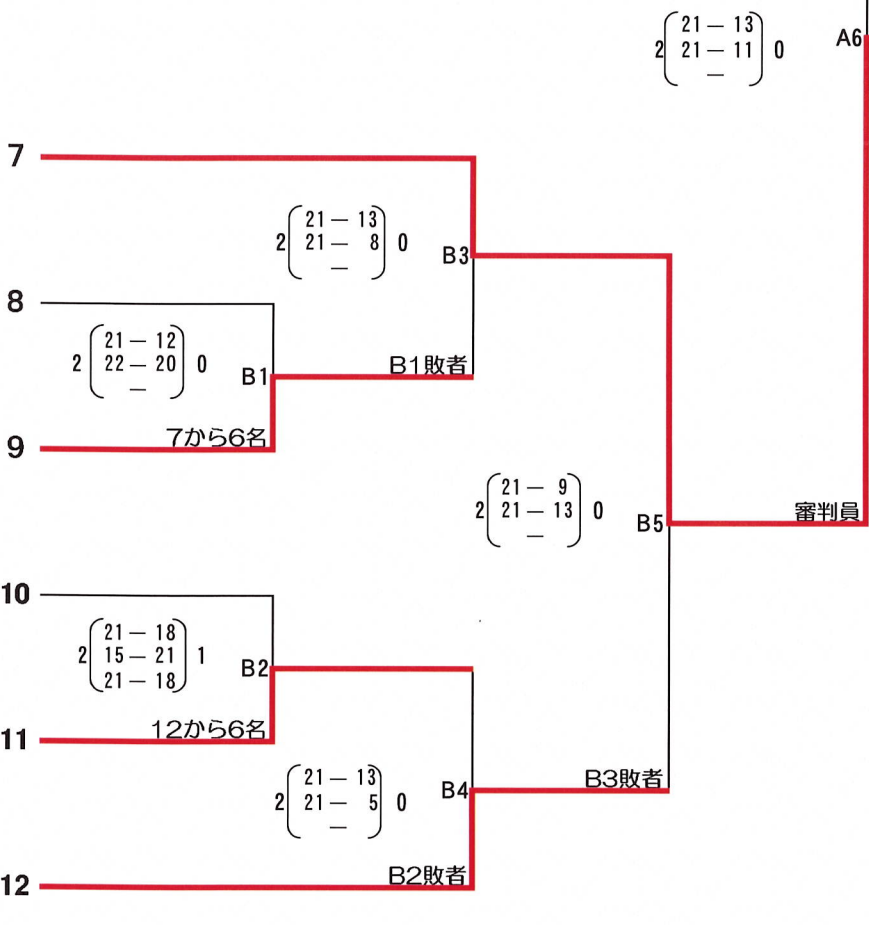 21 — 13
2 21 — 11 0
—
A6
7
21 — 13
2 21 — 8 0
—
B3
8
21 — 12
2 22 — 20 0
—
B1
B1敗者
7から6名
9
21 — 9
2 21 — 13 0
—
B5
審判員
10
21 — 18
2 15 — 21 1
21 — 18
B2
12から6名
11
21 — 13
2 21 — 5 0
—
B4
B3敗者
B2敗者
12